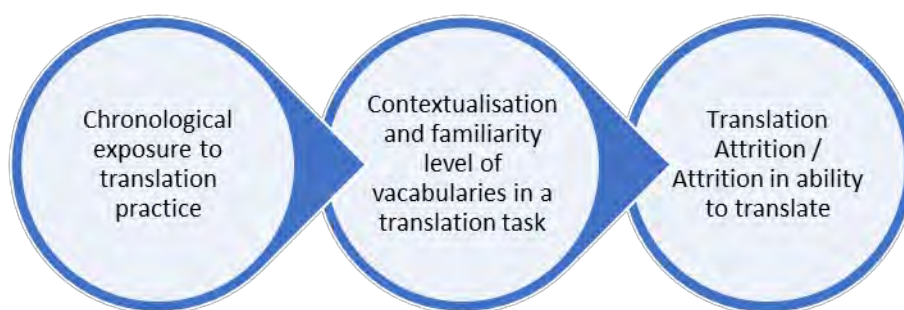 Chronological
exposure to
translation
practice
Contextualisation
and familiarity
level of
vacabularies in a
translation task
Translation
Attrition /
Attrition in ability
to translate